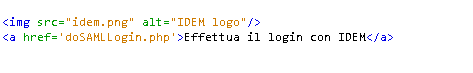 <img src="idem.png" alt="IDEM logo"/>
<a href='doSAMLLogin.php'>Effettua il login con IDEM</a>